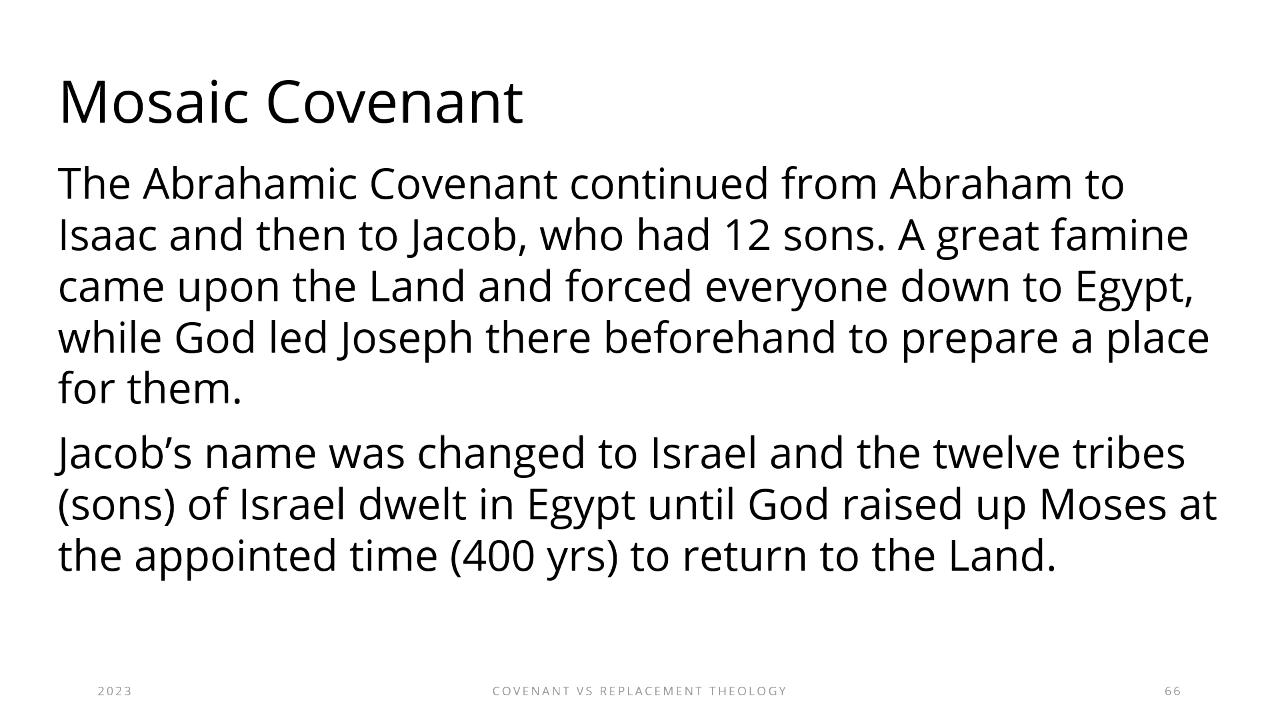 Mosaic Covenant
The Abrahamic Covenant continued from Abraham to
Isaac and then to Jacob, who had 12 sons. A great famine
came upon the Land and forced everyone down to Egypt,
while God led Joseph there beforehand to prepare a place
for them.
Jacob’s name was changed to Israel and the twelve tribes
(sons) of Israel dwelt in Egypt until God raised up Moses at
the appointed time (400 yrs) to return to the Land.
2023 COVENANT VS REPLACEMENT THEOLOGY 66